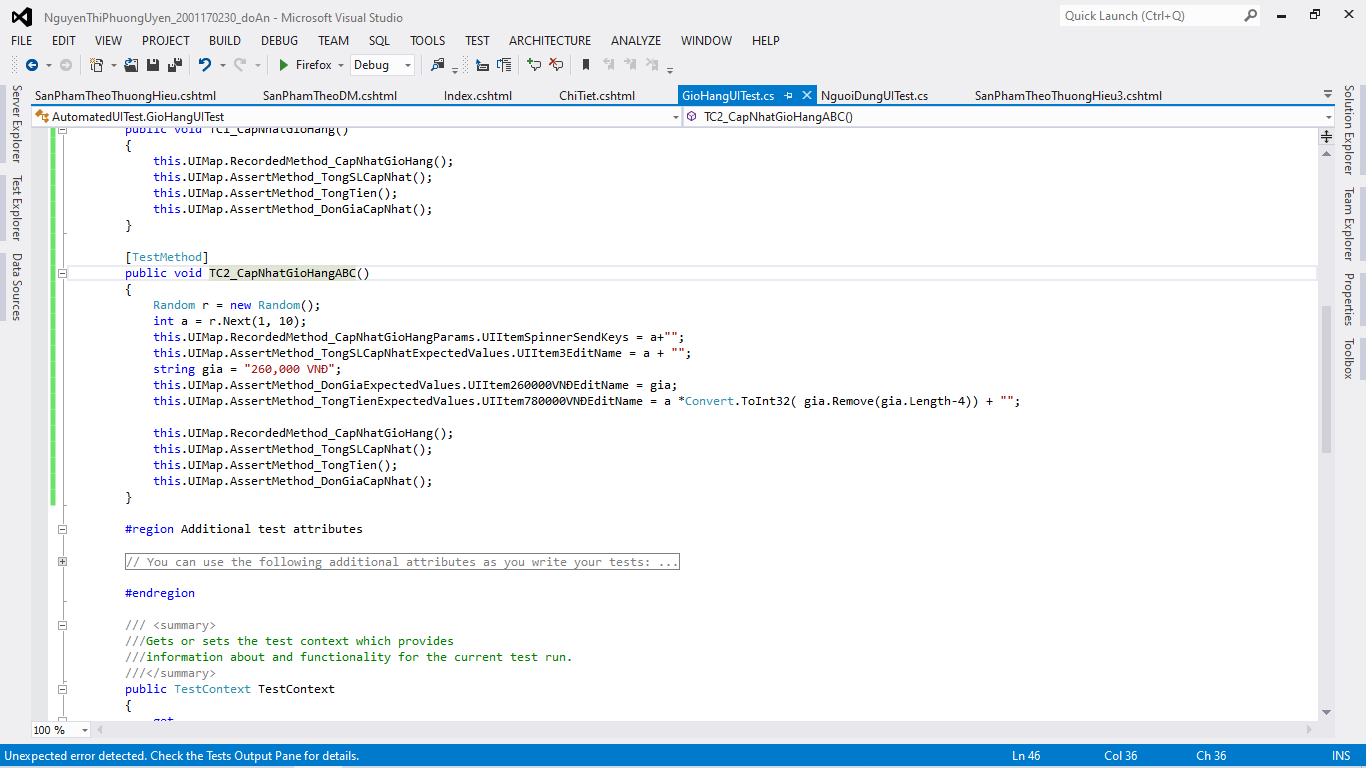 NguyenThiPhuongUyen_2001170230_doAn - Microsoft Visual Studio
Quick Launch (Ctrl+Q)
FILE EDIT VIEW PROJECT BUILD DEBUG TEAM SQL TOOLS TEST ARCHITECTURE ANALYZE WINDOW HELP
Firefox Debug
SanPhamTheoThuongHieu.cshtml SanPhamTheoDM.cshtml Index.cshtml ChiTiet.cshtml GioHangUITest.cs NguoiDungUITest.cs SanPhamTheoThuongHieu3.cshtml
AutomatedUITest.GioHangUITest TC2_CapNhatGioHangABC()
Server Explorer
Test Explorer
Data Sources
public void TC1_CapNhatGioHang()
{
this.UIMap.RecordedMethod_CapNhatGioHang();
this.UIMap.AssertMethod_TongSLCapNhat();
this.UIMap.AssertMethod_TongTien();
this.UIMap.AssertMethod_DonGiaCapNhat();
}
[TestMethod]
public void TC2_CapNhatGioHangABC()
{
Random r = new Random();
int a = r.Next(1, 10);
this.UIMap.RecordedMethod_CapNhatGioHangParams.UIItemSpinnerSendKeys = a+"";
this.UIMap.AssertMethod_TongSLCapNhatExpectedValues.UIItem3EditName = a + "";
string gia = "260,000 VNĐ";
this.UIMap.AssertMethod_DonGiaExpectedValues.UIItem260000VNĐEditName = gia;
this.UIMap.AssertMethod_TongTienExpectedValues.UIItem780000VNĐEditName = a *Convert.ToInt32( gia.Remove(gia.Length-4)) + "";
this.UIMap.RecordedMethod_CapNhatGioHang();
this.UIMap.AssertMethod_TongSLCapNhat();
this.UIMap.AssertMethod_TongTien();
this.UIMap.AssertMethod_DonGiaCapNhat();
}
#region Additional test attributes
// You can use the following additional attributes as you write your tests: ...
#endregion
/// <summary>
///Gets or sets the test context which provides
///information about and functionality for the current test run.
///</summary>
public TestContext TestContext
{
get
Solution Explorer
Team Explorer
Properties
Toolbox
100 %
Unexpected error detected. Check the Tests Output Pane for details. Ln 46 Col 36 Ch 36 INS